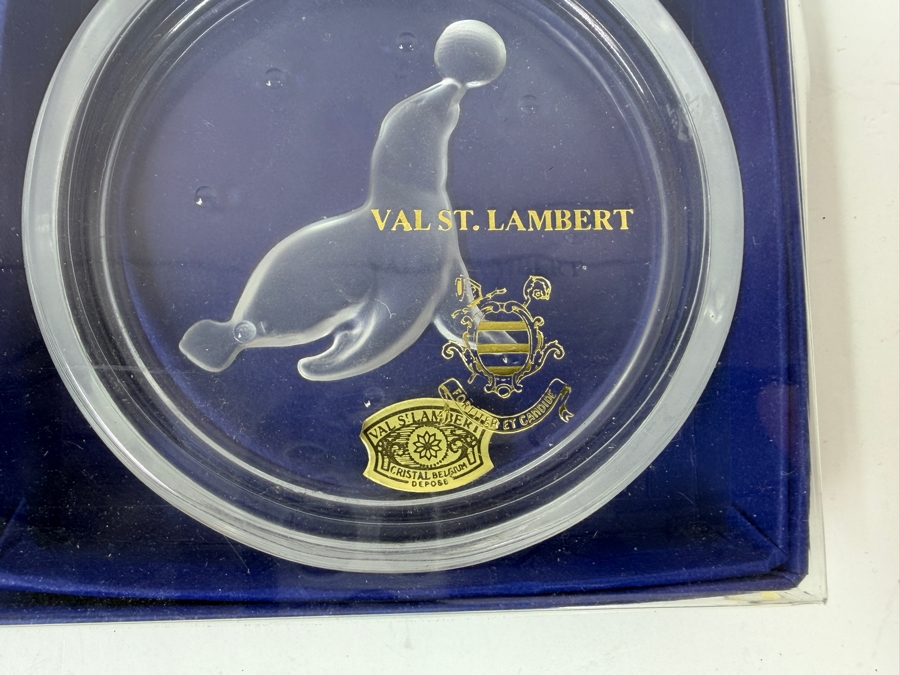 VAL ST. LAMBERT
FORTITER ET CANDIDE
VAL ST LAMBERT
CRISTAL BELGIUM
DEPOSE